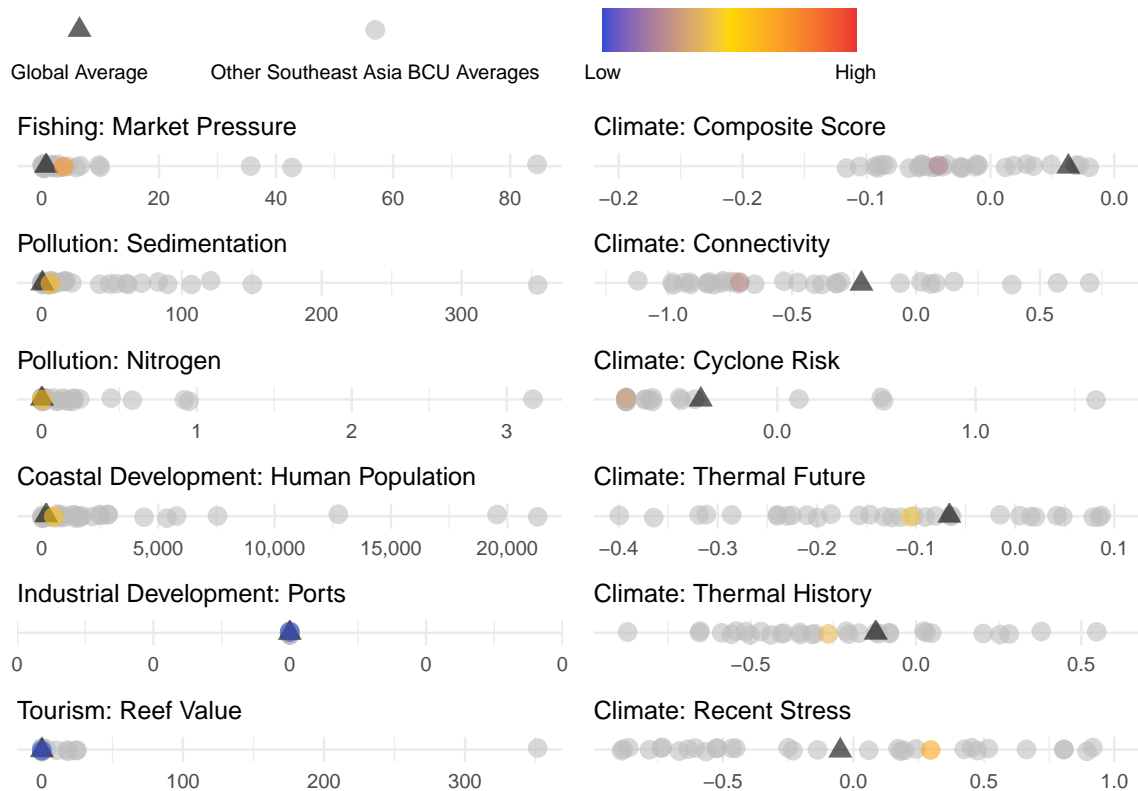 Global Average
Other Southeast Asia BCU Averages
Low
High
Fishing: Market Pressure
0 20 40 60 80
Pollution: Sedimentation
0 100 200 300
Pollution: Nitrogen
0 1 2 3
Coastal Development: Human Population
0 5,000 10,000 15,000 20,000
Industrial Development: Ports
0 0 0 0 0
Tourism: Reef Value
0 100 200 300
Climate: Composite Score
−0.2 −0.2 −0.1 0.0 0.0
Climate: Connectivity
−1.0 −0.5 0.0 0.5
Climate: Cyclone Risk
0.0 1.0
Climate: Thermal Future
−0.4 −0.3 −0.2 −0.1 0.0 0.1
Climate: Thermal History
−0.5 0.0 0.5
Climate: Recent Stress
−0.5 0.0 0.5 1.0